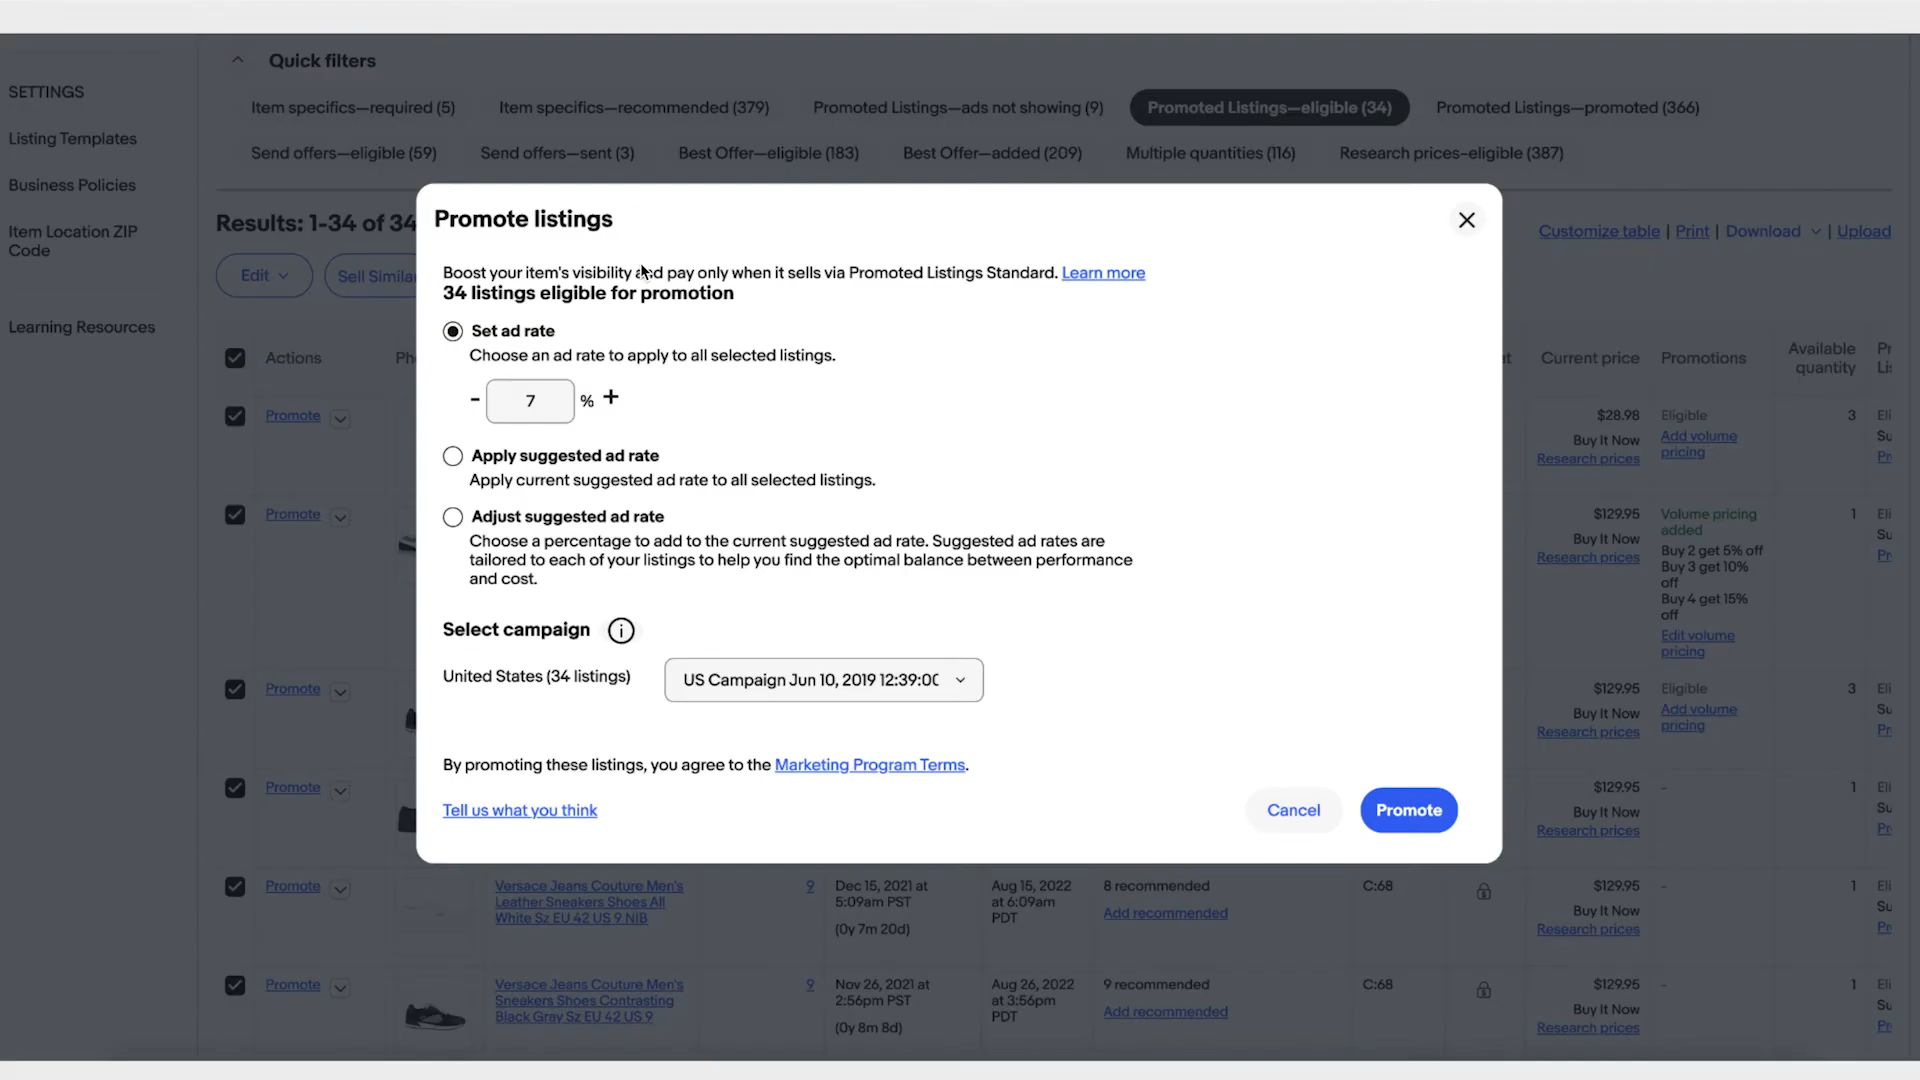 Quick filters
SETTINGS
Item specifics—required (5)
Item specifics—recommended (379)
Promoted Listings—ads not showing (9)
Promoted Listings—eligible (34)
Promoted Listings—promoted (366)
Listing Templates
Send offers—eligible (59)
Send offers—sent (3)
Best Offer—eligible (183)
Best Offer—added (209)
Multiple quantities (116)
Research prices-eligible (387)
Business Policies
Item Location ZIP
Code
Learning Resources
Results: 1-34 of 34
Customize table | Print | Download | Upload
Edit
Sell Similar
Promote listings
Boost your item's visibility and pay only when it sells via Promoted Listings Standard. Learn more
34 listings eligible for promotion
Set ad rate
Choose an ad rate to apply to all selected listings.
- 7 % +
Apply suggested ad rate
Apply current suggested ad rate to all selected listings.
Adjust suggested ad rate
Choose a percentage to add to the current suggested ad rate. Suggested ad rates are
tailored to each of your listings to help you find the optimal balance between performance
and cost.
Select campaign
United States (34 listings)
US Campaign Jun 10, 2019 12:39:00
By promoting these listings, you agree to the Marketing Program Terms.
Tell us what you think
Cancel
Promote
Actions
Current price
Promotions
Available
quantity
Promote
$28.98
Buy It Now
Research prices
Eligible
Add volume
pricing
3
Promote
$129.95
Buy It Now
Research prices
Volume pricing
added
Buy 2 get 5% off
Buy 3 get 10%
off
Buy 4 get 15%
off
Edit volume
pricing
1
Promote
$129.95
Buy It Now
Research prices
Eligible
Add volume
pricing
3
Promote
$129.95
Buy It Now
Research prices
-
1
Promote
Versace Jeans Couture Men's
Leather Sneakers Shoes All
White Sz EU 42 US 9 NIB
9
Dec 15, 2021 at
5:09am PST
(0y 7m 20d)
Aug 15, 2022
at 6:09am
PDT
8 recommended
Add recommended
C:68
$129.95
Buy It Now
Research prices
-
1
Promote
Versace Jeans Couture Men's
Sneakers Shoes Contrasting
Black Gray Sz EU 42 US 9
9
Nov 26, 2021 at
2:56pm PST
(0y 8m 8d)
Aug 26, 2022
at 3:56pm
PDT
9 recommended
Add recommended
C:68
$129.95
Buy It Now
Research prices
-
1